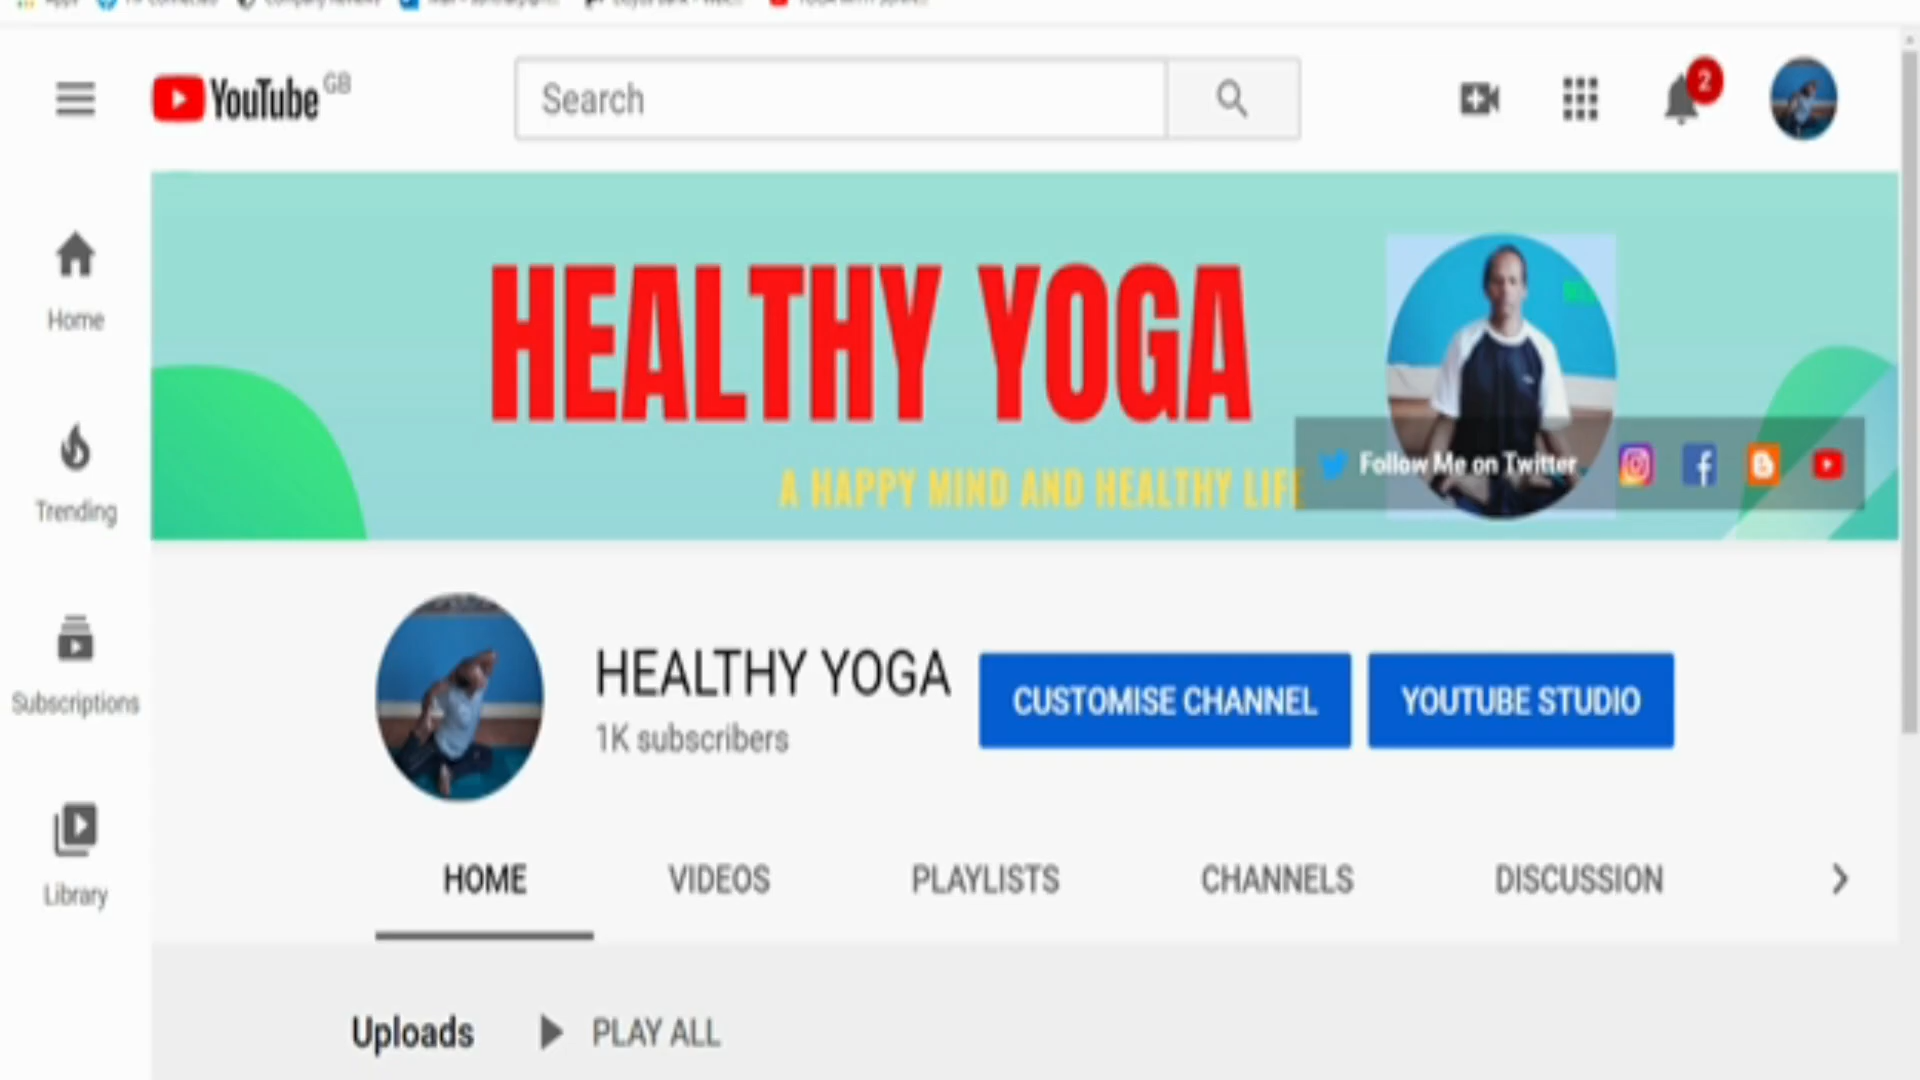 Apps
YouTube GB
Search
2
Home
Trending
Subscriptions
Library
HEALTHY YOGA
A HAPPY MIND AND HEALTHY LIFE
Follow Me on Twitter
HEALTHY YOGA
1K subscribers
CUSTOMISE CHANNEL
YOUTUBE STUDIO
HOME VIDEOS PLAYLISTS CHANNELS DISCUSSION
Uploads PLAY ALL